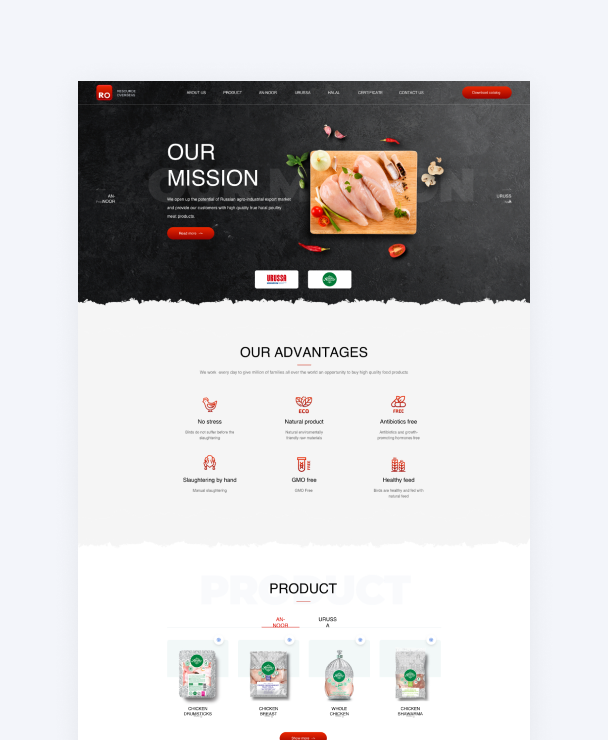 RO
RESOURCE
OVERSEAS
ABOUT US
PRODUCT
AN-NOOR
URUSSA
HALAL
CERTIFICATE
CONTACT US
Download catalog
OUR
MISSION
We open up the potential of Russian agro-industrial export market
and provide our customers with high quality true halal poultry
meat products.
Read more →
AN-
NOOR
URUSS
A
URUSSA
OUR ADVANTAGES
We work every day to give million of families all over the world an opportunity to buy high quality food products
ECO
FREE
No stress
Natural product
Antibiotics free
Birds do not suffer before the
slaughtering
Natural environmentally
friendly raw materials
Antibiotics and growth-
promoting hormones free
Slaughtering by hand
GMO free
Healthy feed
Manual slaughtering
GMO Free
Birds are healthy and fed with
natural feed
PRODUCT
PRODUCT
AN-
NOOR
URUSS
A
CHICKEN
DRUMSTICKS
CHICKEN
BREAST
WHOLE
CHICKEN
CHICKEN
SHAWARMA
Show more →